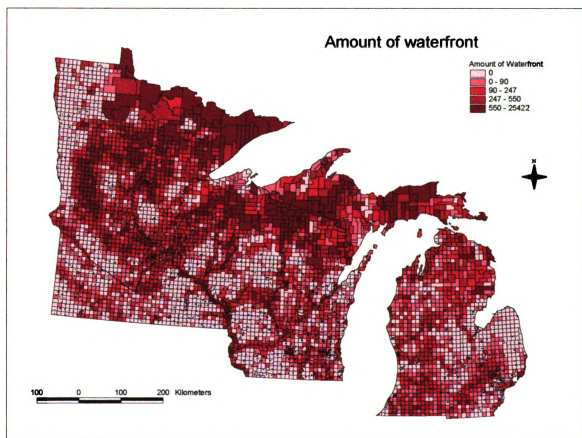 Amount of waterfront
Amount of Waterfront
0
0 - 90
90 - 247
247 - 550
550 - 25422
N
100 0 100 200 Kilometers